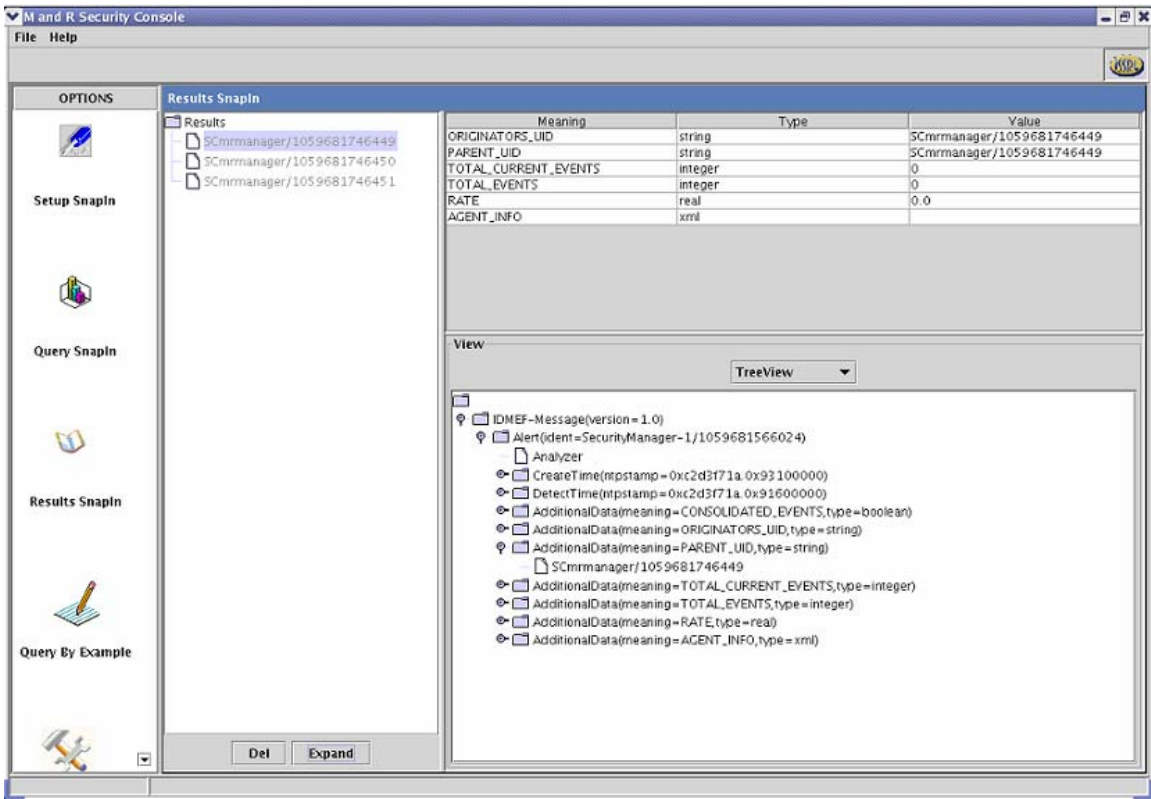 M and R Security Console
File Help
OPTIONS
Setup SnapIn
Query SnapIn
Results SnapIn
Query By Example
Results SnapIn
Results
SCmrmanager/1059681746449
SCmrmanager/1059681746450
SCmrmanager/1059681746451
Del Expand
Meaning Type Value
ORIGINATORS_UID string SCmrmanager/1059681746449
PARENT_UID string SCmrmanager/1059681746449
TOTAL_CURRENT_EVENTS integer 0
TOTAL_EVENTS integer 0
RATE real 0.0
AGENT_INFO xml
View
TreeView
IDMEF-Message(version=1.0)
Alert(ident=SecurityManager-1/1059681566024)
Analyzer
CreateTime(ntpstamp=0xc2d3f71a.0x93100000)
DetectTime(ntpstamp=0xc2d3f71a.0x91600000)
AdditionalData(meaning=CONSOLIDATED_EVENTS,type=boolean)
AdditionalData(meaning=ORIGINATORS_UID,type=string)
AdditionalData(meaning=PARENT_UID,type=string)
SCmrmanager/1059681746449
AdditionalData(meaning=TOTAL_CURRENT_EVENTS,type=integer)
AdditionalData(meaning=TOTAL_EVENTS,type=integer)
AdditionalData(meaning=RATE,type=real)
AdditionalData(meaning=AGENT_INFO,type=xml)